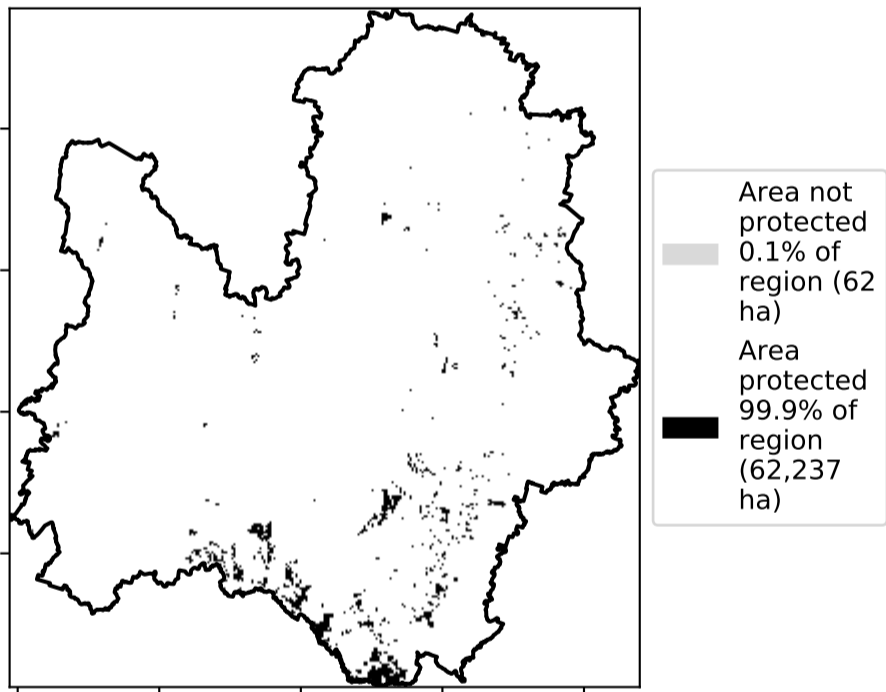 Area not
protected
0.1% of
region (62
ha)
Area
protected
99.9% of
region
(62,237
ha)